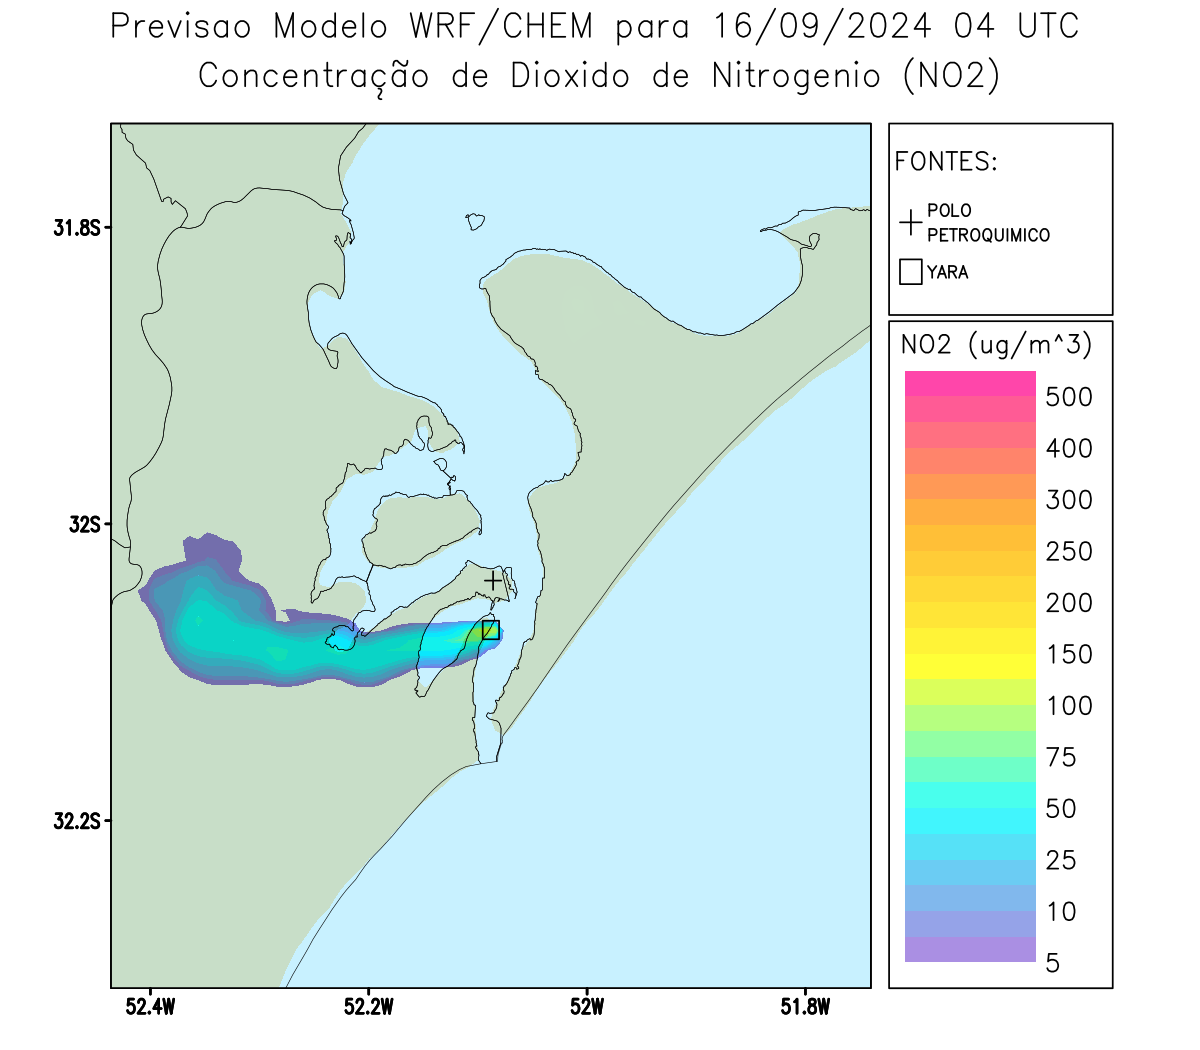 Previsao Modelo WRF/CHEM para 16/09/2024 04 UTC
Concentração de Dioxido de Nitrogenio (NO2)
FONTES:
POLO
PETROQUIMICO
YARA
NO2 (ug/m^3)
500
400
300
250
200
150
100
75
50
25
10
5
31.8S
32S
32.2S
52.4W
52.2W
52W
51.8W